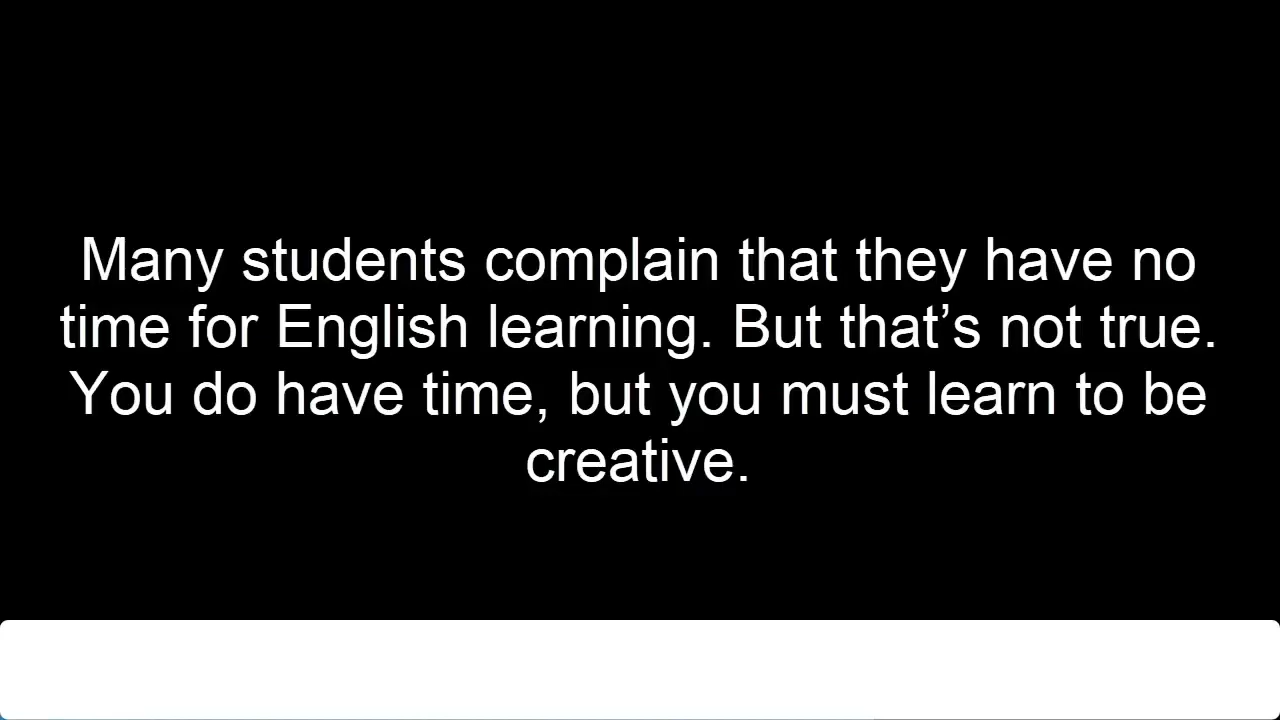 Many students complain that they have no
time for English learning. But that’s not true.
You do have time, but you must learn to be
creative.